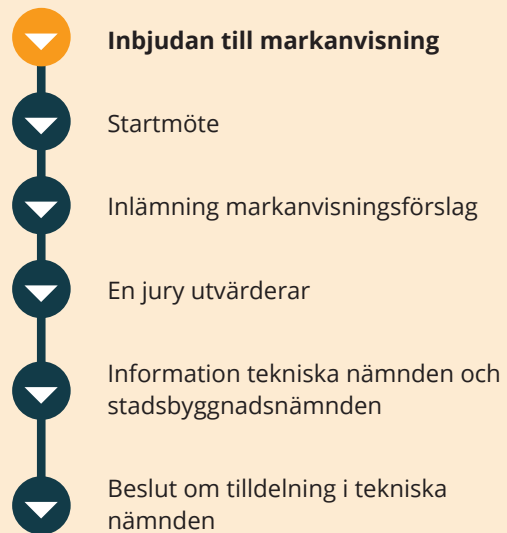 Inbjudan till markanvisning
Startmöte
Inlämning markanvisningsförslag
En jury utvärderar
Information tekniska nämnden och
stadsbyggnadsnämnden
Beslut om tilldelning i tekniska
nämnden